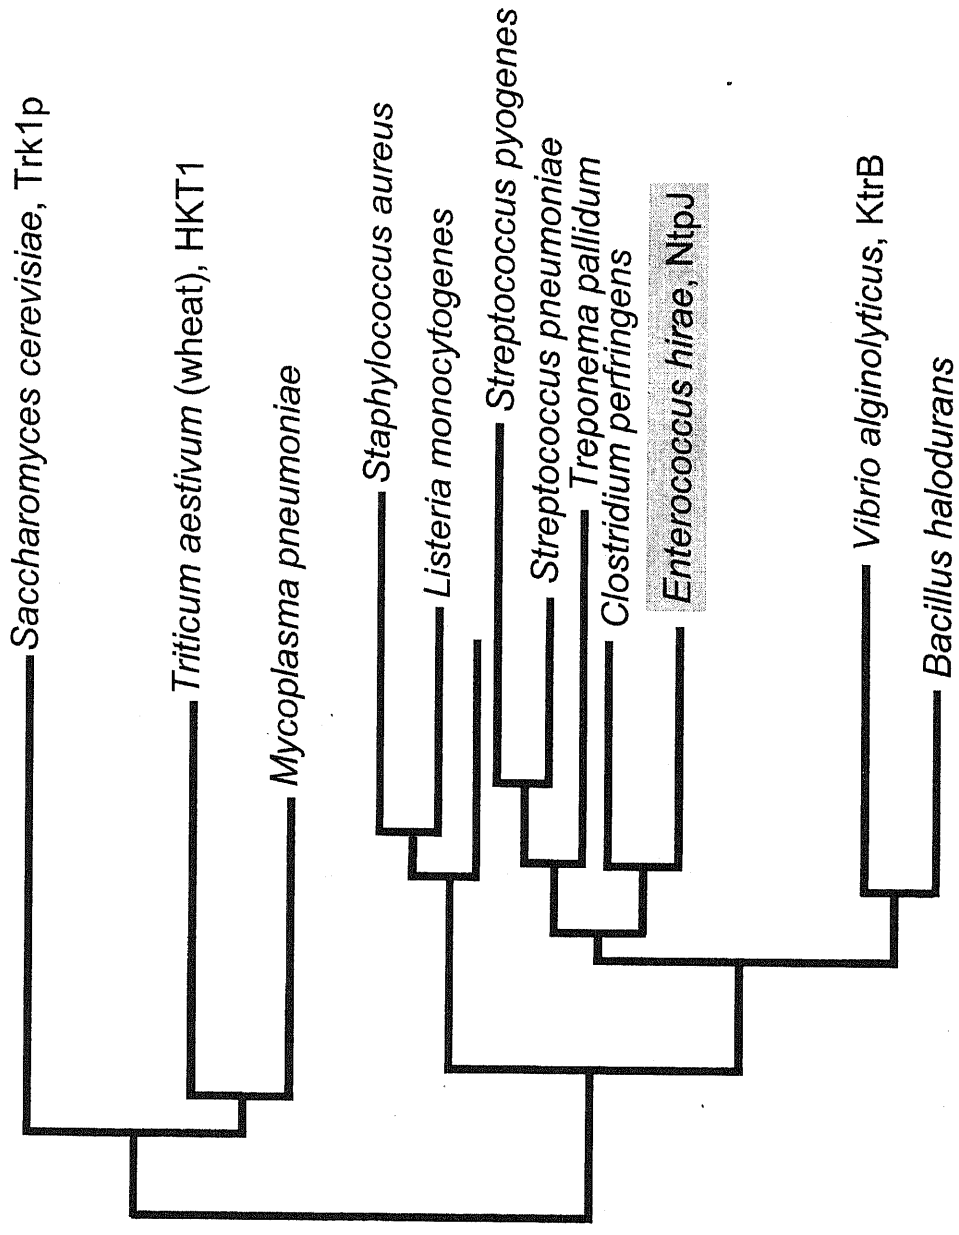 Saccharomyces cerevisiae, Trk1p
Triticum aestivum (wheat), HKT1
Mycoplasma pneumoniae
Staphylococcus aureus
Listeria monocytogenes
Streptococcus pyogenes
Streptococcus pneumoniae
Treponema pallidum
Clostridium perfringens
Enterococcus hirae, NtpJ
Vibrio alginolyticus, KtrB
Bacillus halodurans